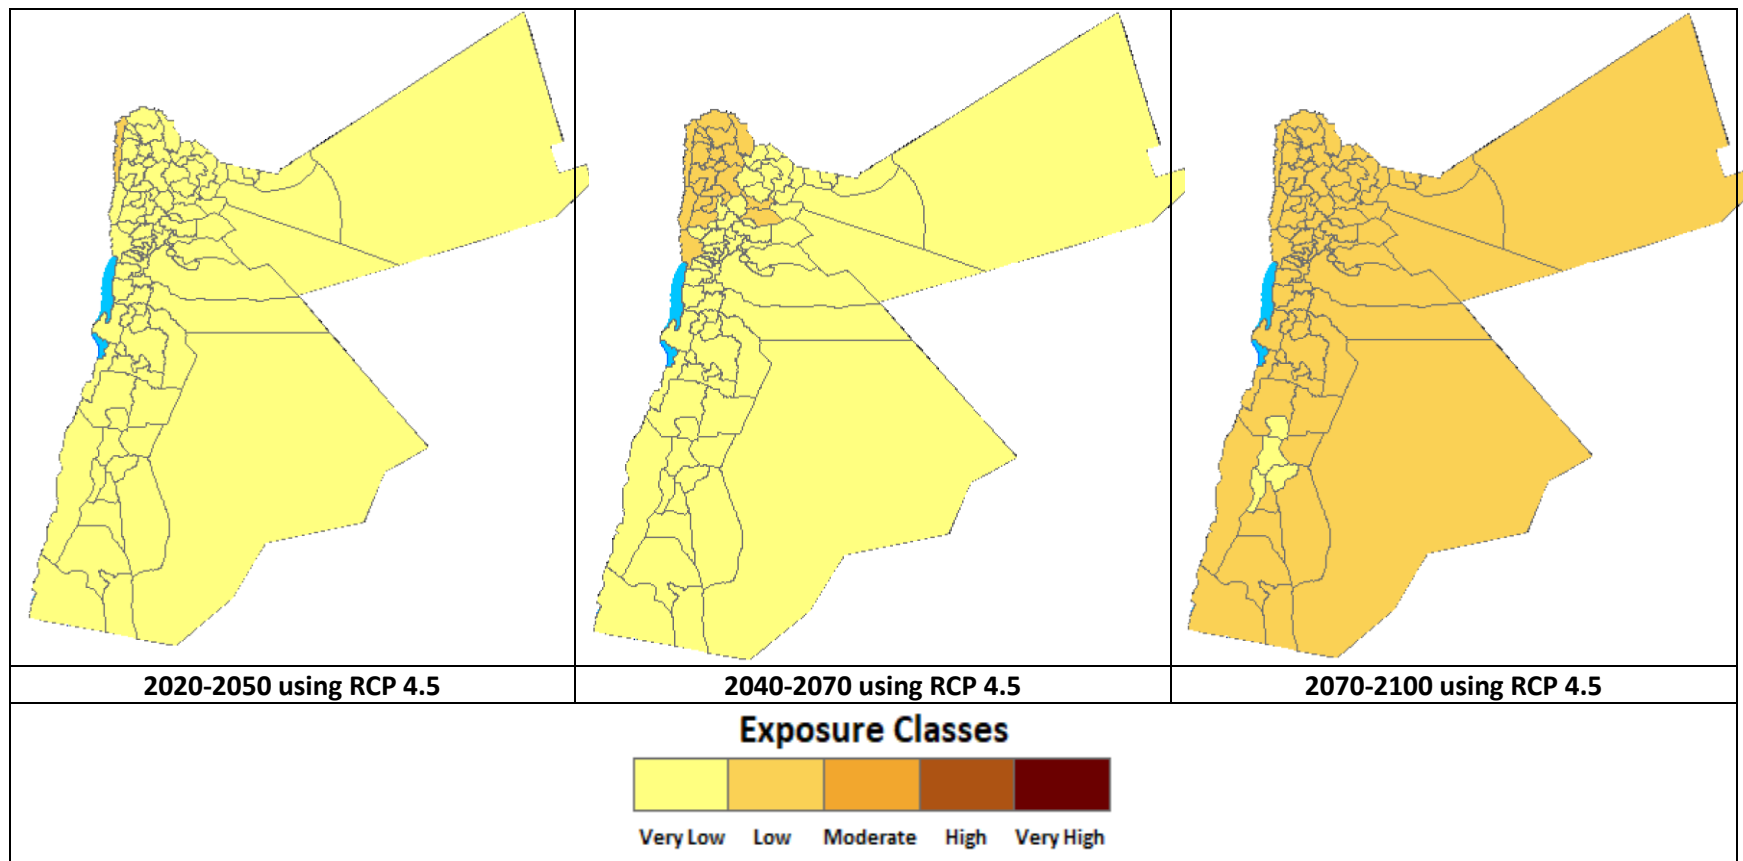 2020-2050 using RCP 4.5
2040-2070 using RCP 4.5
2070-2100 using RCP 4.5
Exposure Classes
Very Low
Low
Moderate
High
Very High